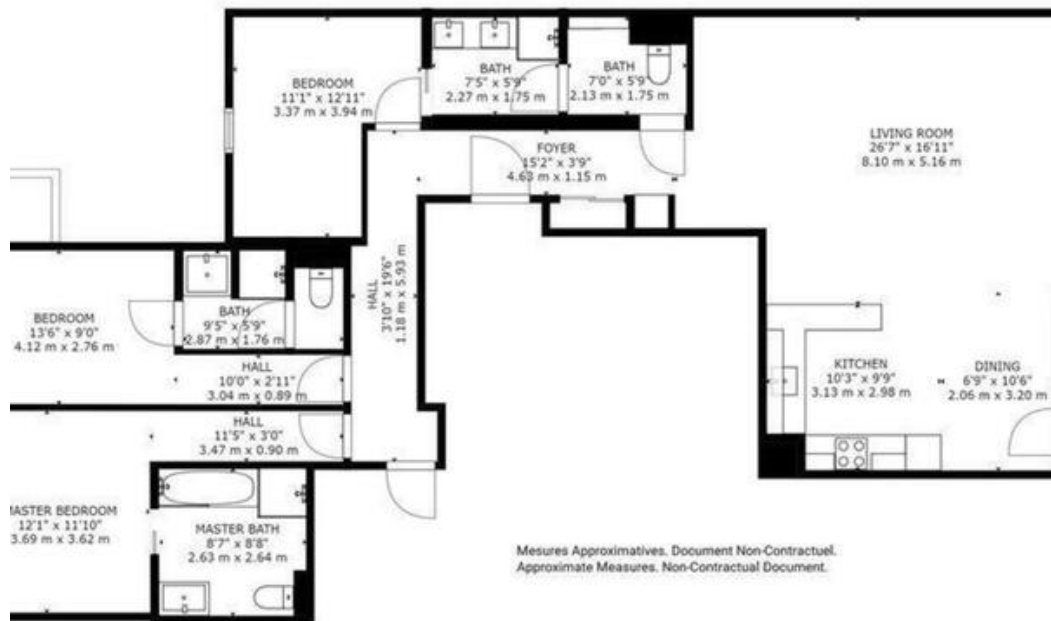 BEDROOM
11'1" x 12'11"
3.37 m x 3.94 m
BATH
7'5" x 5'9"
2.27 m x 1.75 m
BATH
7'0" x 5'9"
2.13 m x 1.75 m
LIVING ROOM
26'7" x 16'11"
8.10 m x 5.16 m
FOYER
15'2" x 3'9"
4.63 m x 1.15 m
HALL
3'10" x 19'6"
1.18 m x 5.93 m
BEDROOM
13'6" x 9'0"
4.12 m x 2.76 m
BATH
9'5" x 5'9"
2.87 m x 1.76 m
HALL
10'0" x 2'11"
3.04 m x 0.89 m
KITCHEN
10'3" x 9'9"
3.13 m x 2.98 m
DINING
6'9" x 10'6"
2.06 m x 3.20 m
HALL
11'5" x 3'0"
3.47 m x 0.90 m
MASTER BEDROOM
12'1" x 11'10"
3.69 m x 3.62 m
MASTER BATH
8'7" x 8'8"
2.63 m x 2.64 m
Mesures Approximatives. Document Non-Contractuel.
Approximate Measures. Non-Contractual Document.